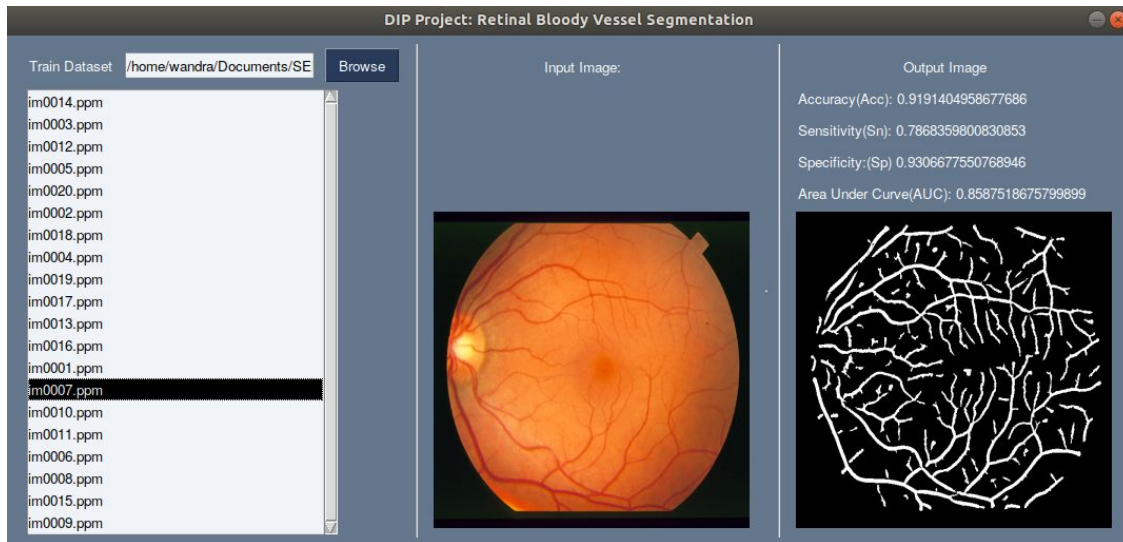 DIP Project: Retinal Bloody Vessel Segmentation
Train Dataset /home/wandra/Documents/SE Browse
im0014.ppm
im0003.ppm
im0012.ppm
im0005.ppm
im0020.ppm
im0002.ppm
im0018.ppm
im0004.ppm
im0019.ppm
im0017.ppm
im0013.ppm
im0016.ppm
im0001.ppm
im0007.ppm
im0010.ppm
im0011.ppm
im0006.ppm
im0008.ppm
im0015.ppm
im0009.ppm
Input Image:
Output Image
Accuracy(Acc): 0.9191404958677686
Sensitivity(Sn): 0.7868359800830853
Specificity:(Sp) 0.9306677550768946
Area Under Curve(AUC): 0.8587518675799899